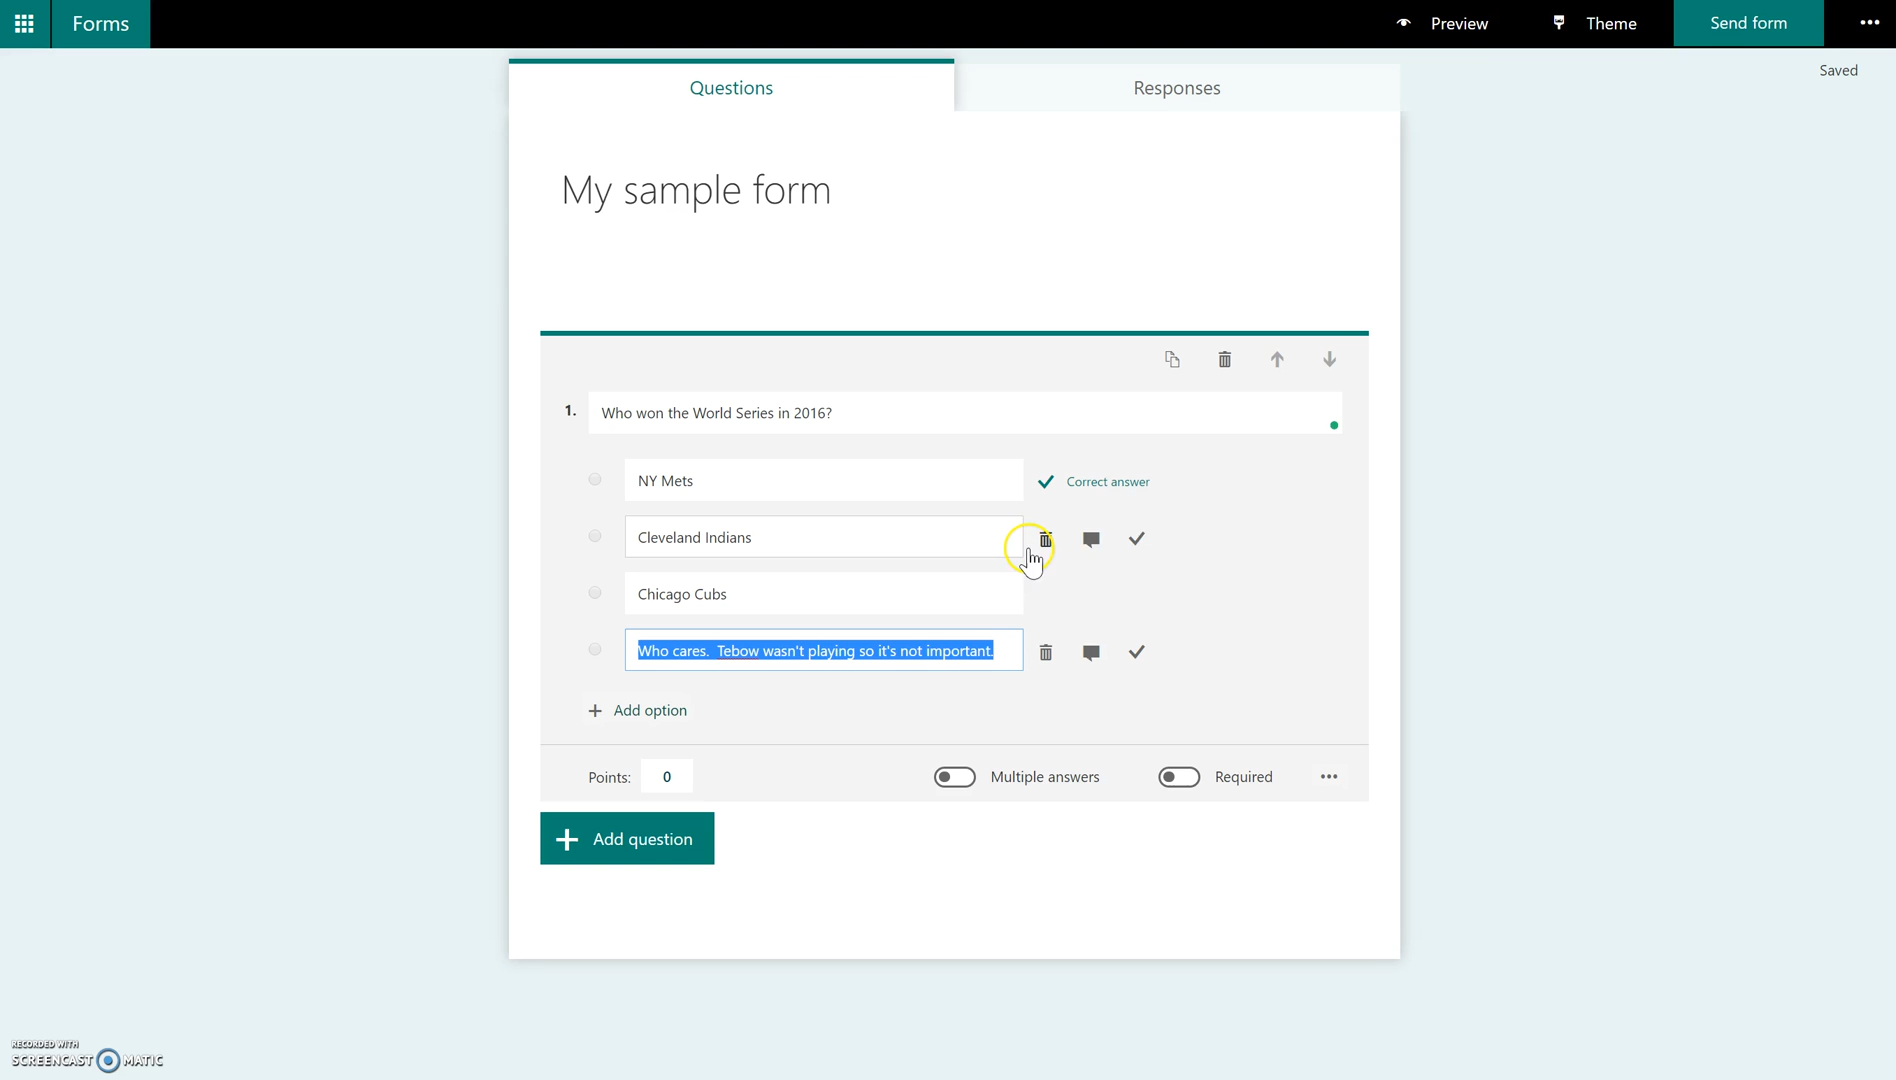 Forms
Preview
Theme
Send form
Questions
Responses
Saved
My sample form
1. Who won the World Series in 2016?
NY Mets
Correct answer
Cleveland Indians
Chicago Cubs
Who cares.  Tebow wasn't playing so it's not important.
+ Add option
Points: 0
Multiple answers
Required
+ Add question
RECORDED WITH
SCREENCAST MATIC